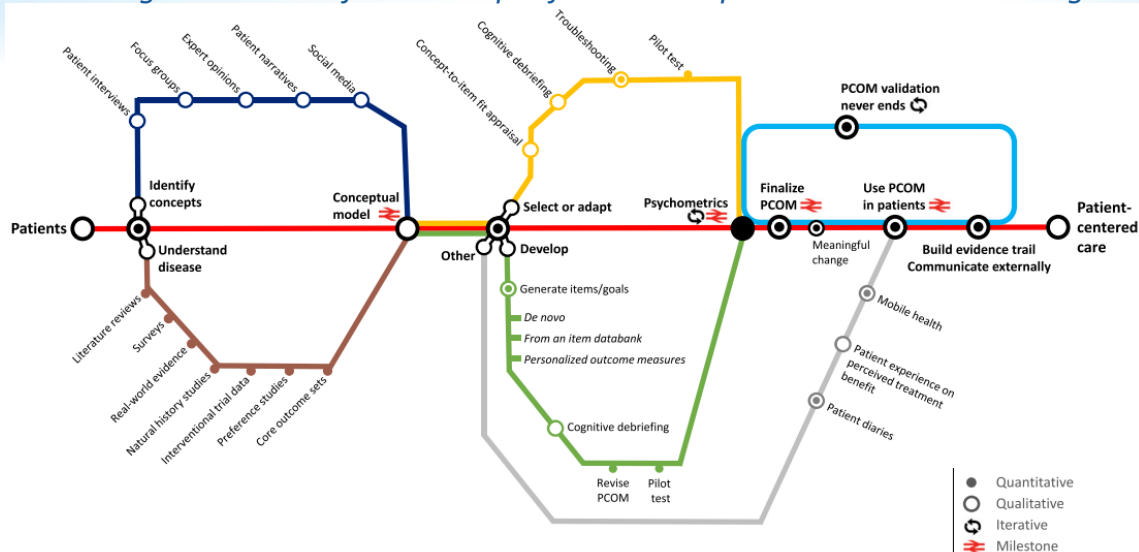 Patient interviews
Focus groups
Expert opinions
Patient narratives
Social media
Identify
concepts
Patients
Understand
disease
Conceptual
model
Literature reviews
Surveys
Real-world evidence
Natural history studies
Interventional trial data
Preference studies
Core outcome sets
Concept-to-item fit appraisal
Cognitive debriefing
Troubleshooting
Pilot test
Select or adapt
Other
Develop
Generate items/goals
De novo
From an item databank
Personalized outcome measures
Cognitive debriefing
Revise
PCOM
Pilot
test
Psychometrics
PCOM validation
never ends
Finalize
PCOM
Meaningful
change
Use PCOM
in patients
Build evidence trail
Communicate externally
Patient-
centered
care
Mobile health
Patient experience on
perceived treatment
benefit
Patient diaries
Quantitative
Qualitative
Iterative
Milestone